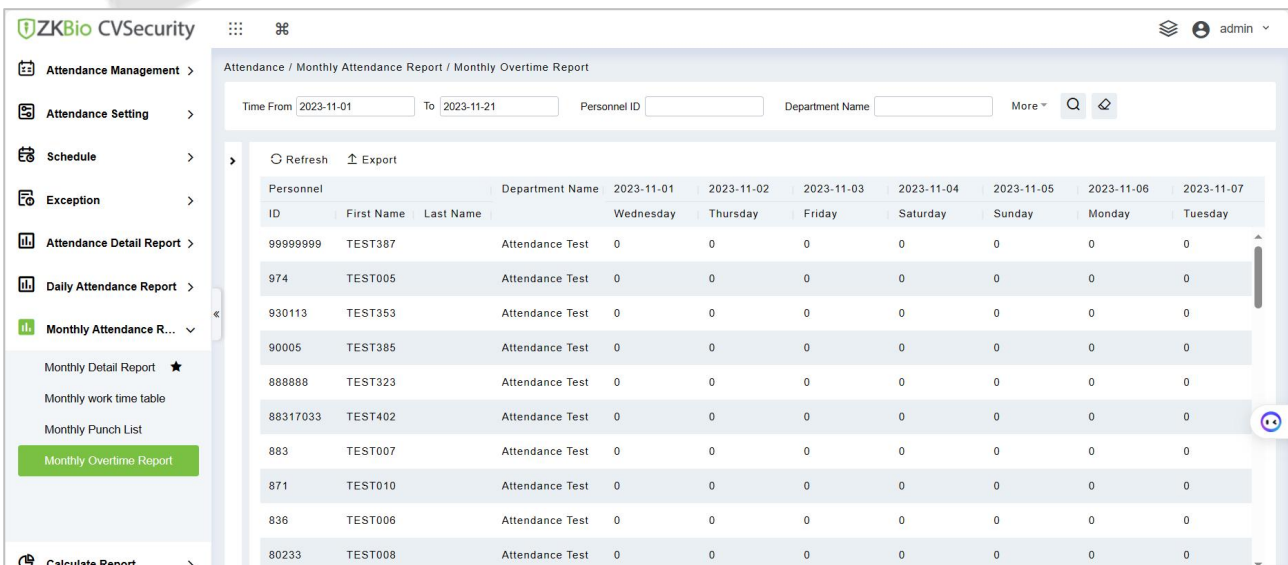 ZKBio CVSecurity
admin
Attendance Management
Attendance Setting
Schedule
Exception
Attendance Detail Report
Daily Attendance Report
Monthly Attendance R...
Monthly Detail Report
Monthly work time table
Monthly Punch List
Monthly Overtime Report
Calculate Report
Attendance / Monthly Attendance Report / Monthly Overtime Report
Time From 2023-11-01 To 2023-11-21 Personnel ID Department Name More
Refresh Export
Personnel Department Name 2023-11-01 2023-11-02 2023-11-03 2023-11-04 2023-11-05 2023-11-06 2023-11-07
ID First Name Last Name Wednesday Thursday Friday Saturday Sunday Monday Tuesday
99999999 TEST387 Attendance Test 0 0 0 0 0 0 0
974 TEST005 Attendance Test 0 0 0 0 0 0 0
930113 TEST353 Attendance Test 0 0 0 0 0 0 0
90005 TEST385 Attendance Test 0 0 0 0 0 0 0
888888 TEST323 Attendance Test 0 0 0 0 0 0 0
88317033 TEST402 Attendance Test 0 0 0 0 0 0 0
883 TEST007 Attendance Test 0 0 0 0 0 0 0
871 TEST010 Attendance Test 0 0 0 0 0 0 0
836 TEST006 Attendance Test 0 0 0 0 0 0 0
80233 TEST008 Attendance Test 0 0 0 0 0 0 0